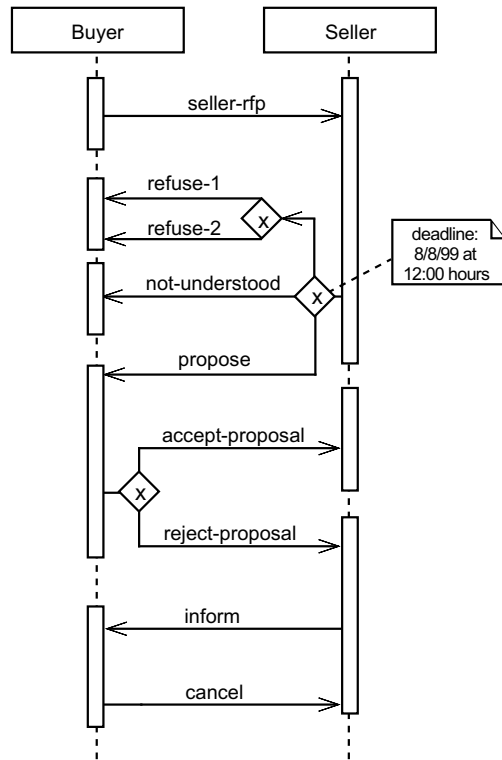 Buyer
Seller
seller-rfp
refuse-1
x
refuse-2
deadline:
8/8/99 at
12:00 hours
not-understood
x
propose
accept-proposal
x
reject-proposal
inform
cancel